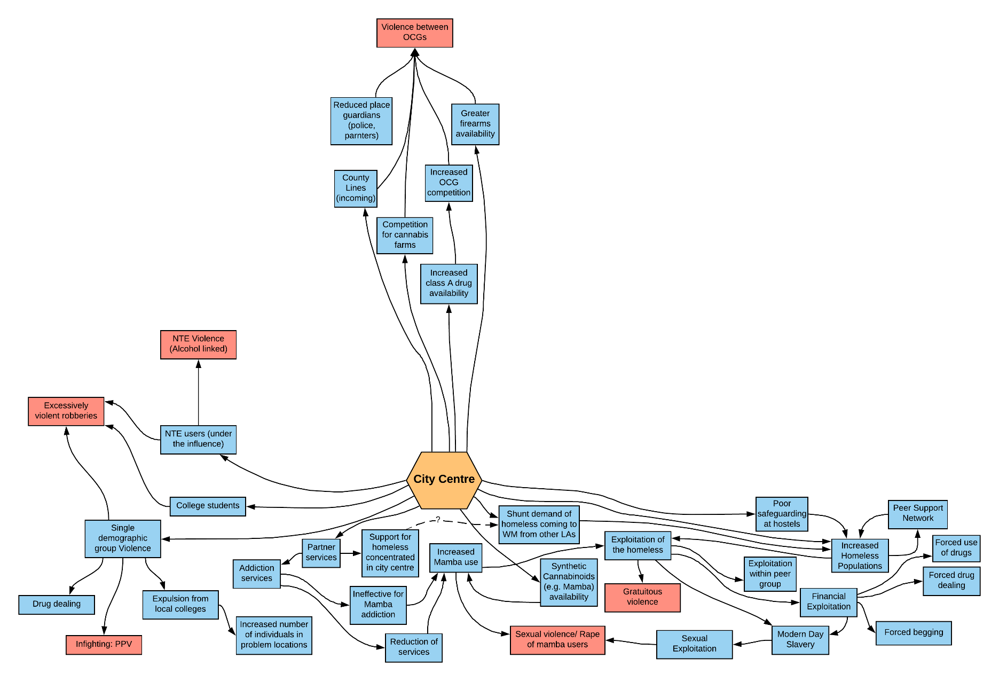 Violence between
OCGs
Reduced place
guardians
(police,
parnters)
Greater
firearms
availability
County
Lines
(incoming)
Increased
OCG
competition
Competition
for cannabis
farms
Increased
class A drug
availability
NTE Violence
(Alcohol linked)
Excessively
violent robberies
NTE users (under
the influence)
City Centre
College students
Single
demographic
group Violence
Drug dealing
Infighting: PPV
Expulsion from
local colleges
Increased number
of individuals in
problem locations
Partner
services
Addiction
services
Support for
homeless
concentrated
in city centre
?
Shunt demand of
homeless coming to
WM from other LAs
Ineffective for
Mamba
addiction
Reduction of
services
Increased
Mamba use
Synthetic
Cannabinoids
(e.g. Mamba)
availability
Sexual violence/ Rape
of mamba users
Exploitation of
the homeless
Gratuitous
violence
Sexual
Exploitation
Poor
safeguarding
at hostels
Peer Support
Network
Increased
Homeless
Populations
Exploitation
within peer
group
Financial
Exploitation
Modern Day
Slavery
Forced use
of drugs
Forced drug
dealing
Forced begging